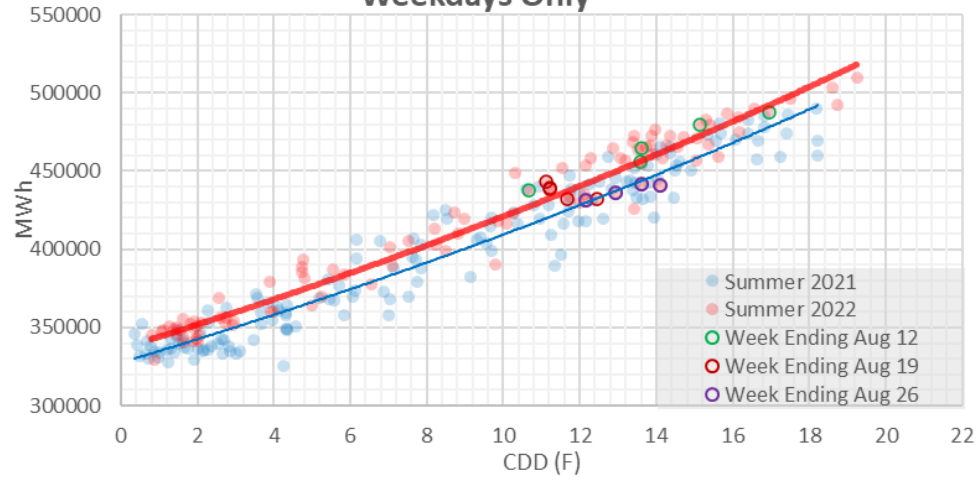 Weekdays Only
550000
500000
450000
400000
350000
300000
MWh
0 2 4 6 8 10 12 14 16 18 20 22
CDD (F)
Summer 2021
Summer 2022
Week Ending Aug 12
Week Ending Aug 19
Week Ending Aug 26